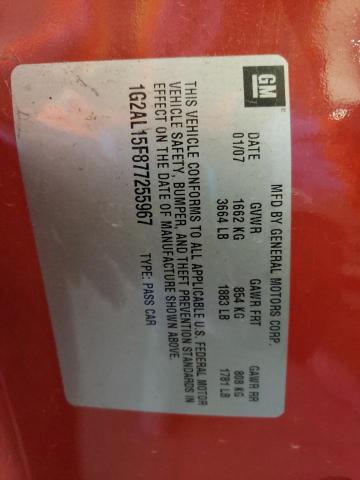 GM
MFD BY GENERAL MOTORS CORP.
DATE GVWR GAWR FRT GAWR RR
01/07 1662 KG 854 KG 808 KG
3664 LB 1883 LB 1781 LB
THIS VEHICLE CONFORMS TO ALL APPLICABLE U.S. FEDERAL MOTOR
VEHICLE SAFETY, BUMPER, AND THEFT PREVENTION STANDARDS IN
EFFECT ON THE DATE OF MANUFACTURE SHOWN ABOVE.
1G2AL15F877255967 TYPE: PASS CAR